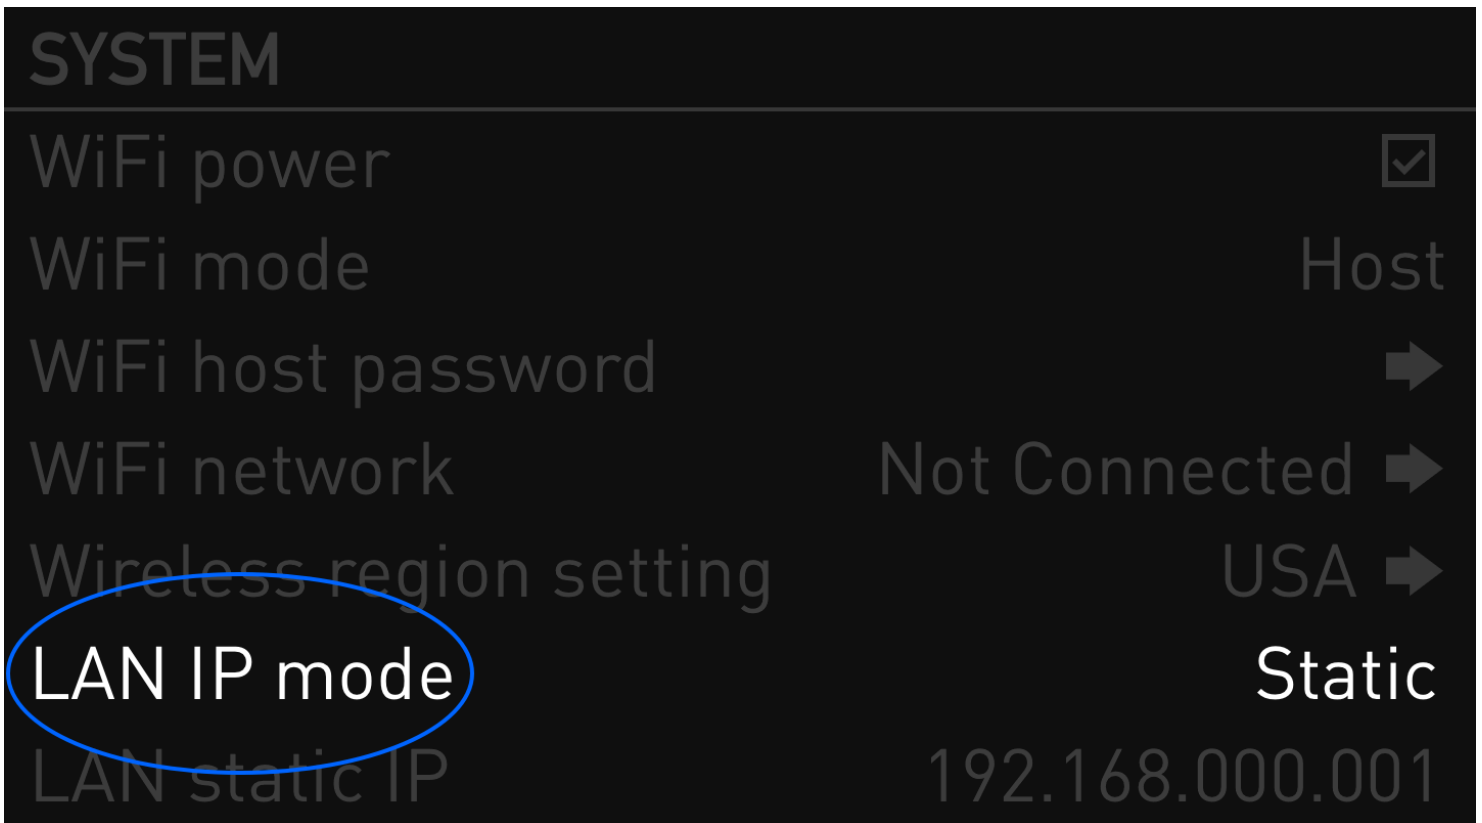 SYSTEM
WiFi power
WiFi mode Host
WiFi host password
WiFi network Not Connected
Wireless region setting USA
LAN IP mode Static
LAN static IP 192.168.000.001